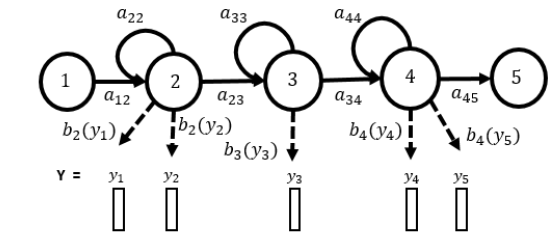 a₂₂ a₃₃ a₄₄
1 2 3 4 5
a₁₂ a₂₃ a₃₄ a₄₅
b₂(y₁) b₂(y₂) b₃(y₃) b₄(y₄) b₄(y₅)
Y = y₁ y₂ y₃ y₄ y₅